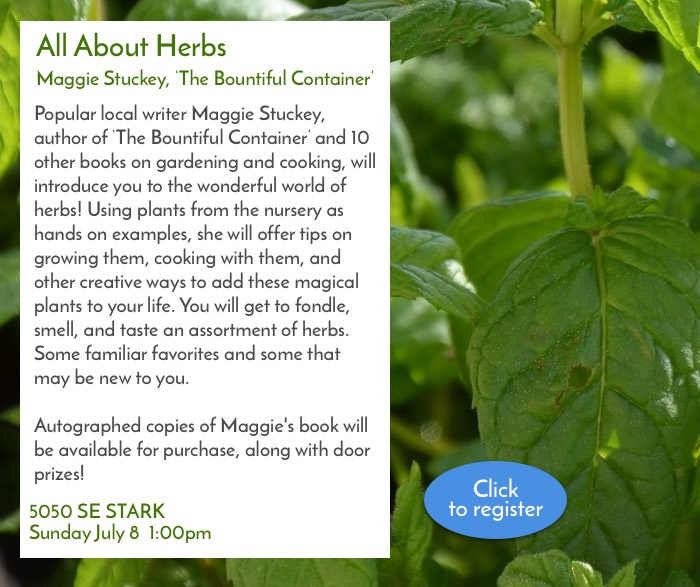 All About Herbs
Maggie Stuckey, 'The Bountiful Container'
Popular local writer Maggie Stuckey,
author of 'The Bountiful Container' and 10
other books on gardening and cooking, will
introduce you to the wonderful world of
herbs! Using plants from the nursery as
hands on examples, she will offer tips on
growing them, cooking with them, and
other creative ways to add these magical
plants to your life. You will get to fondle,
smell, and taste an assortment of herbs.
Some familiar favorites and some that
may be new to you.
Autographed copies of Maggie's book will
be available for purchase, along with door
prizes!
5050 SE STARK
Sunday July 8 1:00pm
Click
to register